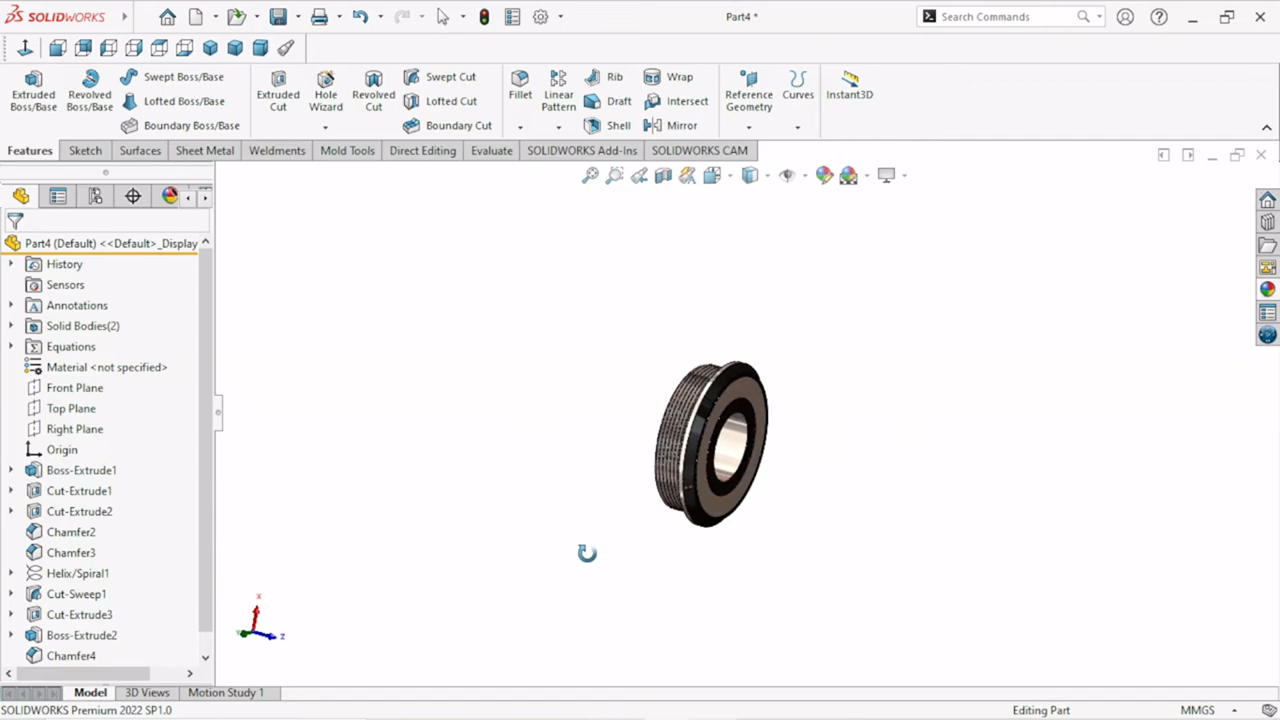 SOLIDWORKS
Part4 *
Search Commands
Extruded Boss/Base
Revolved Boss/Base
Swept Boss/Base
Lofted Boss/Base
Boundary Boss/Base
Extruded Cut
Hole Wizard
Revolved Cut
Swept Cut
Lofted Cut
Boundary Cut
Fillet
Linear Pattern
Rib
Draft
Shell
Wrap
Intersect
Mirror
Reference Geometry
Curves
Instant3D
Features Sketch Surfaces Sheet Metal Weldments Mold Tools Direct Editing Evaluate SOLIDWORKS Add-Ins SOLIDWORKS CAM
Part4 (Default) <<Default>_Display
History
Sensors
Annotations
Solid Bodies(2)
Equations
Material <not specified>
Front Plane
Top Plane
Right Plane
Origin
Boss-Extrude1
Cut-Extrude1
Cut-Extrude2
Chamfer2
Chamfer3
Helix/Spiral1
Cut-Sweep1
Cut-Extrude3
Boss-Extrude2
Chamfer4
x
z
Model 3D Views Motion Study 1
SOLIDWORKS Premium 2022 SP1.0
Editing Part
MMGS